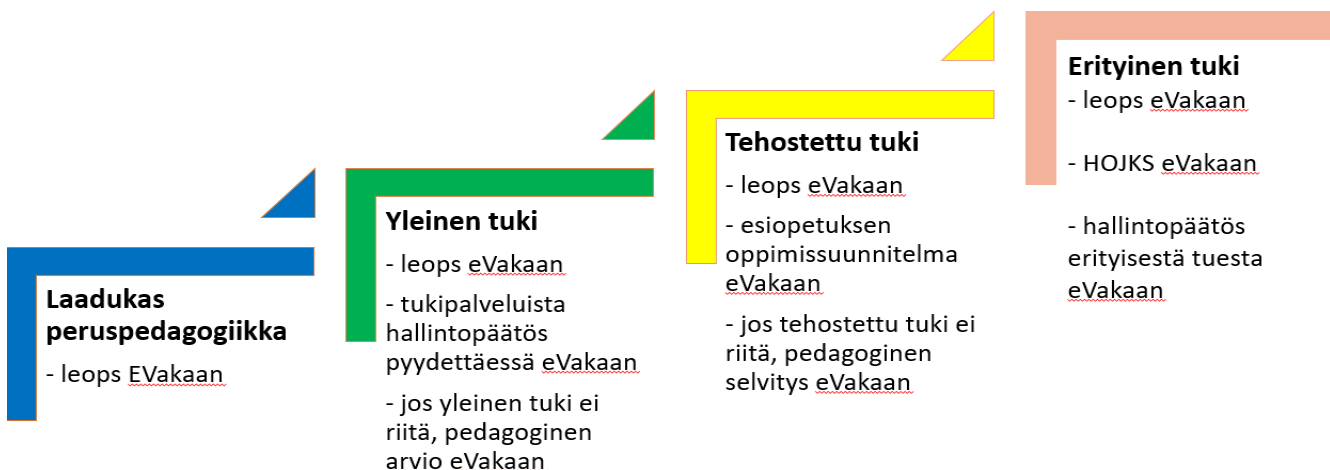 Laadukas
peruspedagogiikka
- leops EVakaan
Yleinen tuki
- leops eVakaan
- tukipalveluista
hallintopäätös
pyydettäessä eVakaan
- jos yleinen tuki ei
riitä, pedagoginen
arvio eVakaan
Tehostettu tuki
- leops eVakaan
- esiopetuksen
oppimissuunnitelma
eVakaan
- jos tehostettu tuki ei
riitä, pedagoginen
selvitys eVakaan
Erityinen tuki
- leops eVakaan
- HOJKS eVakaan
- hallintopäätös
erityisestä tuesta
eVakaan